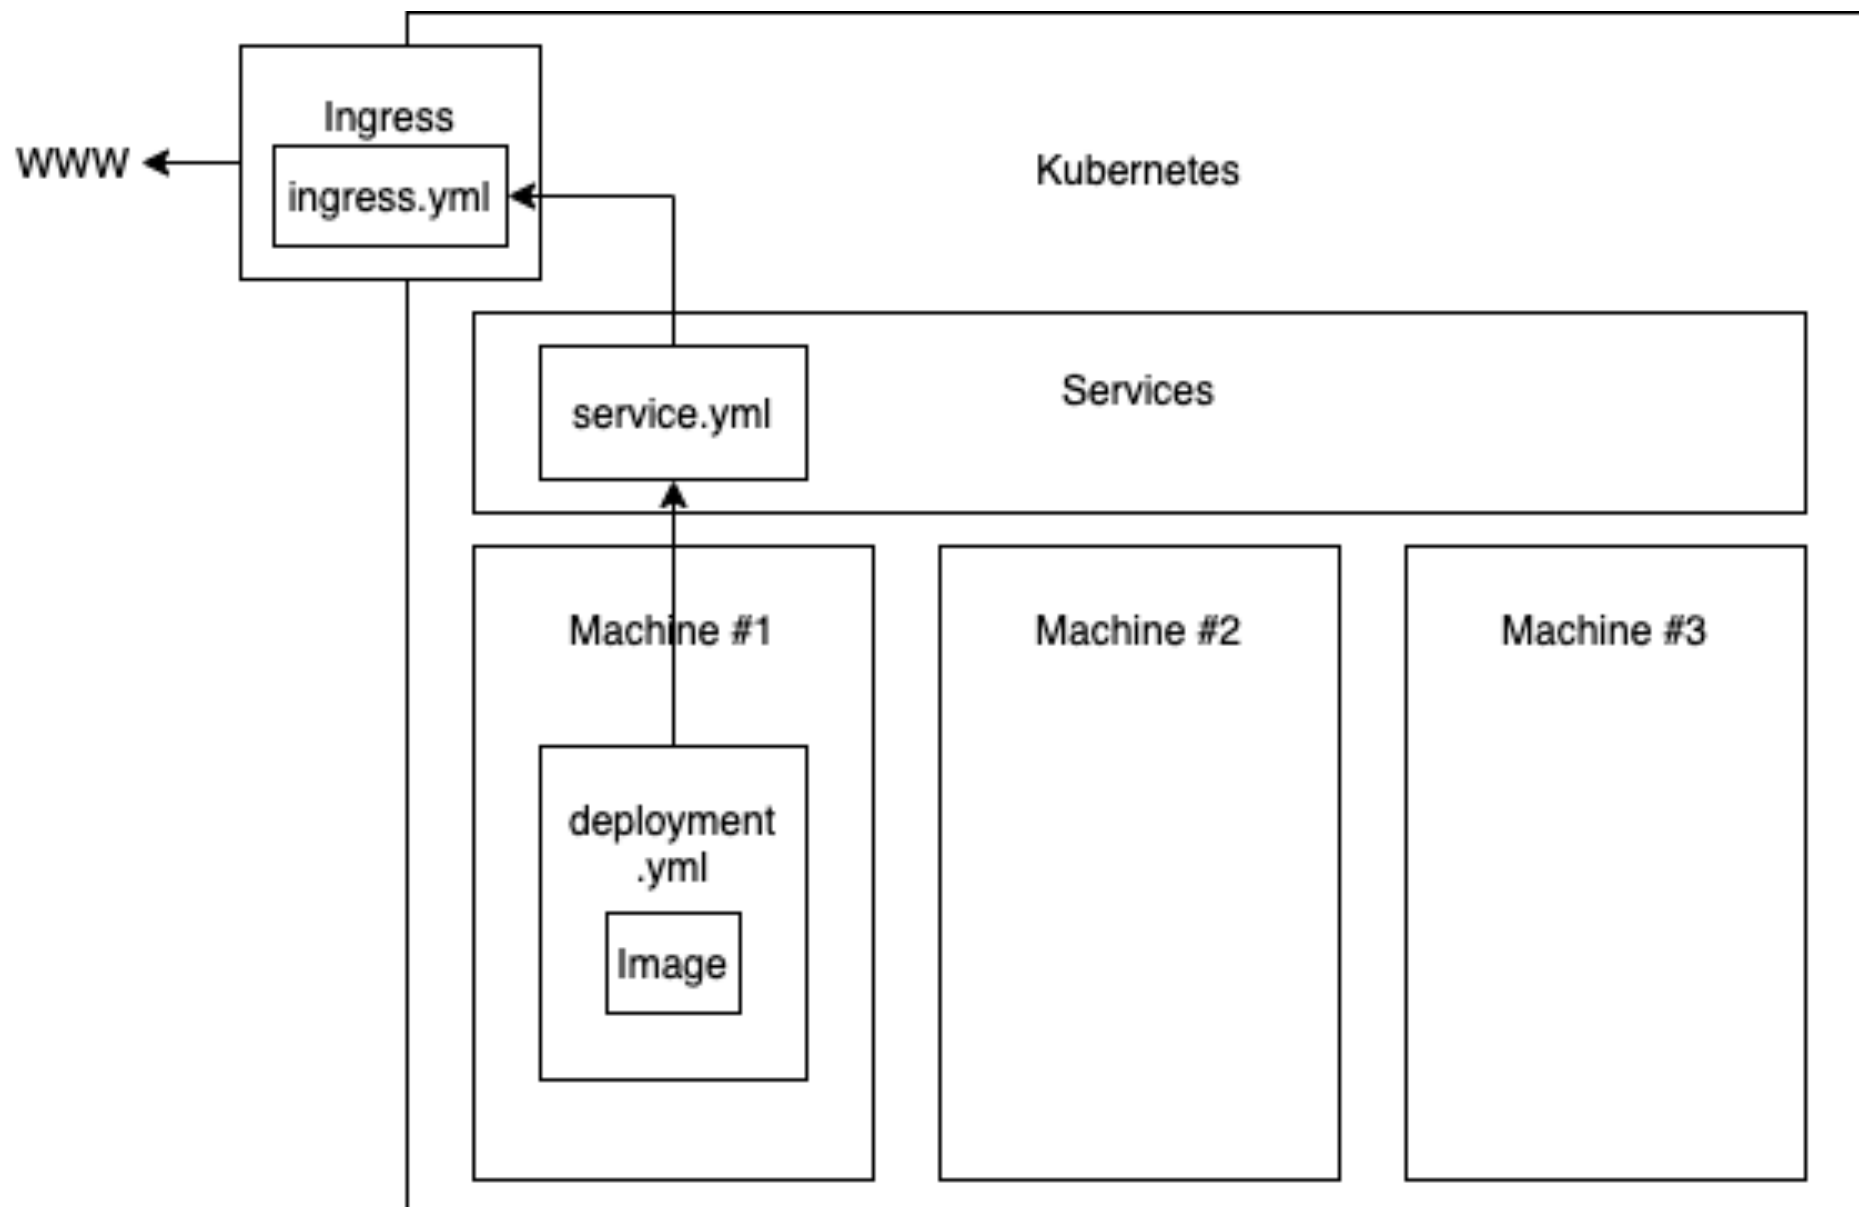 Ingress
WWW
ingress.yml
Kubernetes
Services
service.yml
Machine #1
Machine #2
Machine #3
deployment
.yml
Image